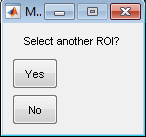 M...
Select another ROI?
Yes
No